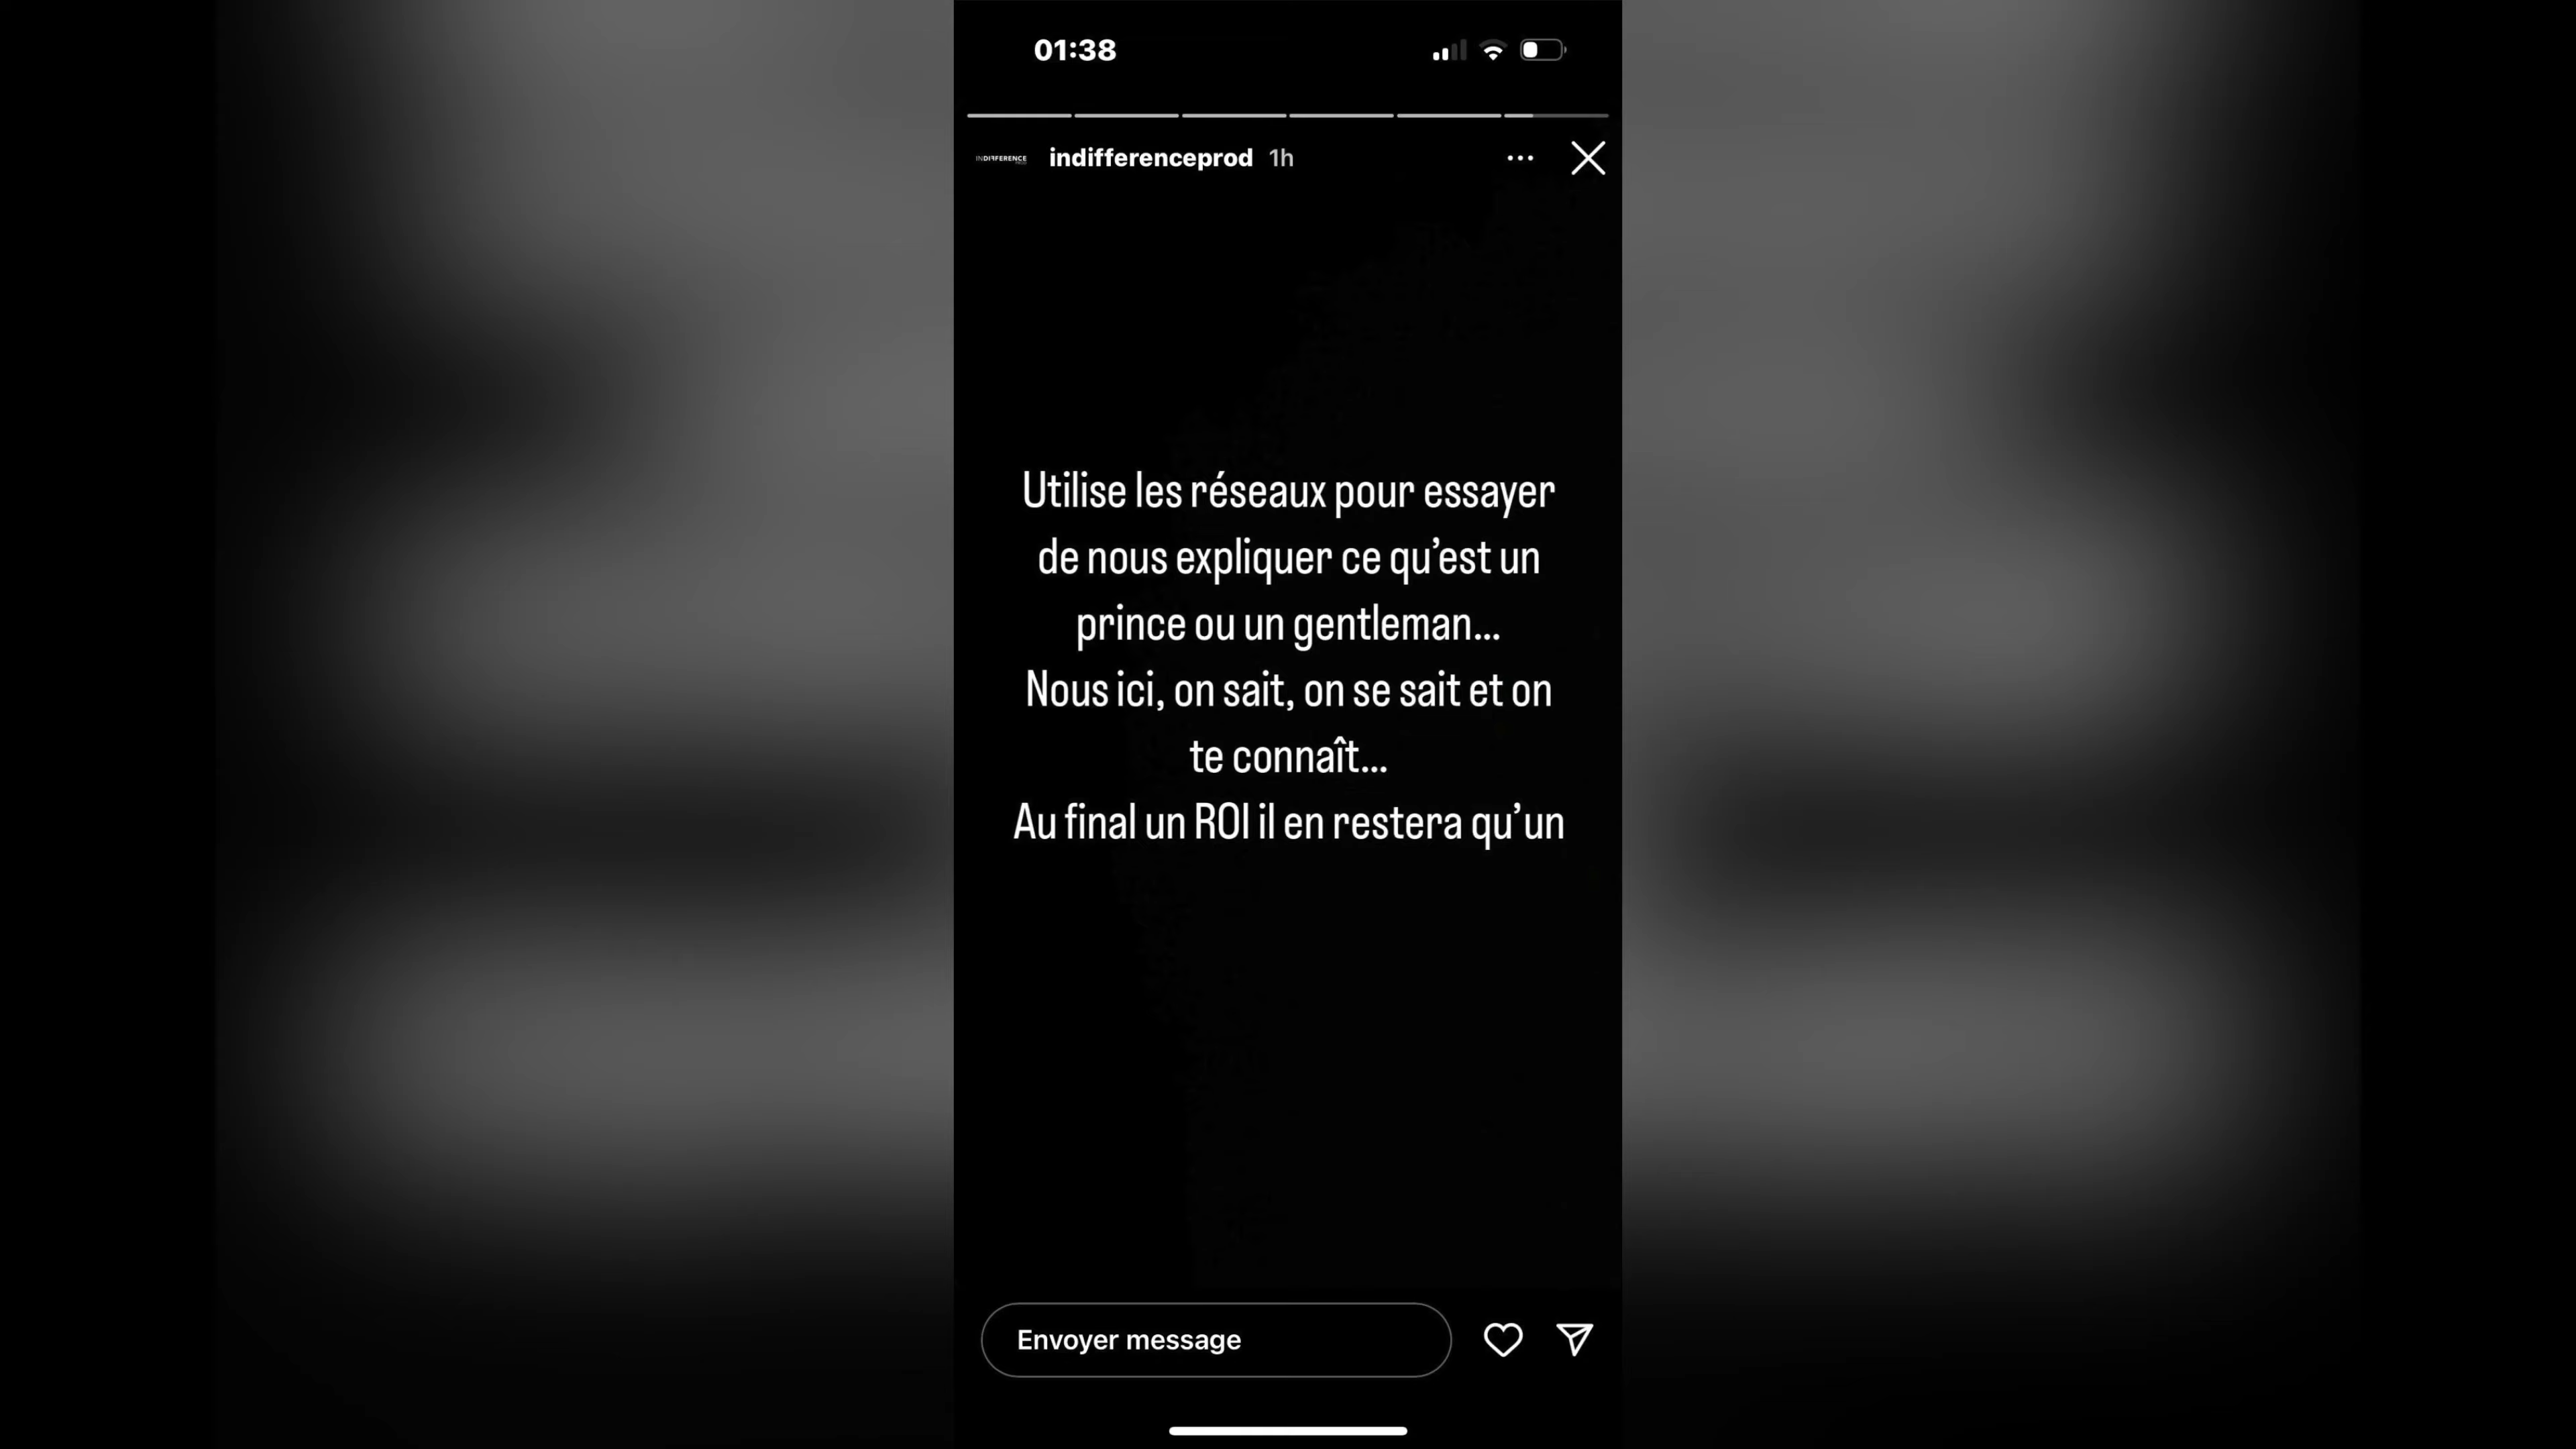 01:38
INDIFFERENCE
indifferenceprod 1h
Utilise les réseaux pour essayer
de nous expliquer ce qu’est un
prince ou un gentleman...
Nous ici, on sait, on se sait et on
te connaît...
Au final un ROI il en restera qu’un
Envoyer message